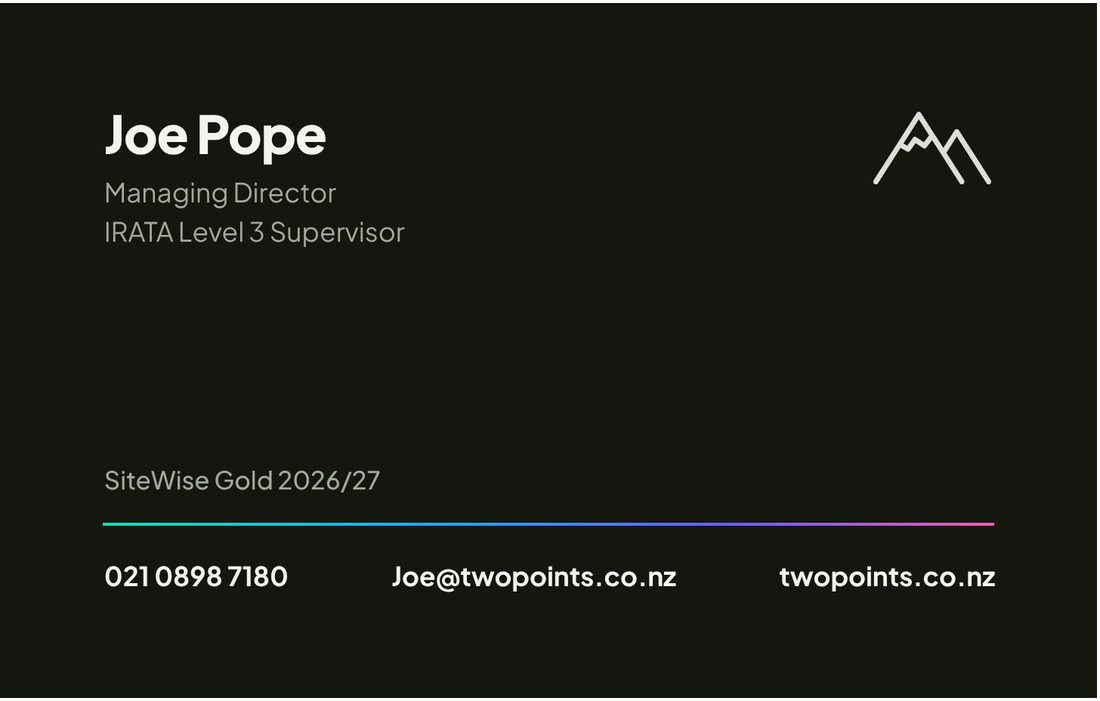 Joe Pope
Managing Director
IRATA Level 3 Supervisor
SiteWise Gold 2026/27
021 0898 7180
Joe@twopoints.co.nz
twopoints.co.nz